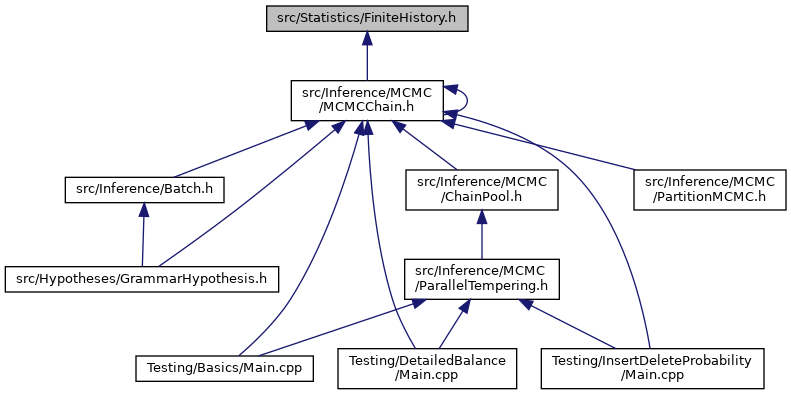 src/Statistics/FiniteHistory.h
src/Inference/MCMC
/MCMCChain.h
src/Inference/Batch.h
src/Inference/MCMC
/ChainPool.h
src/Inference/MCMC
/PartitionMCMC.h
src/Hypotheses/GrammarHypothesis.h
src/Inference/MCMC
/ParallelTempering.h
Testing/Basics/Main.cpp
Testing/DetailedBalance
/Main.cpp
Testing/InsertDeleteProbability
/Main.cpp